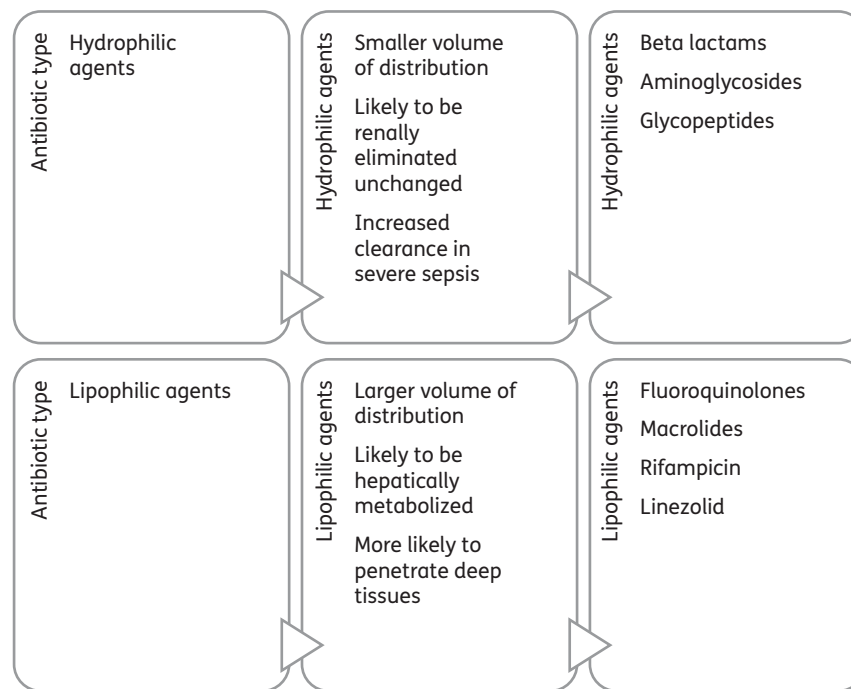 Antibiotic type
Hydrophilic
agents
Hydrophilic agents
Smaller volume
of distribution
Likely to be
renally
eliminated
unchanged
Increased
clearance in
severe sepsis
Hydrophilic agents
Beta lactams
Aminoglycosides
Glycopeptides
Antibiotic type
Lipophilic agents
Lipophilic agents
Larger volume of
distribution
Likely to be
hepatically
metabolized
More likely to
penetrate deep
tissues
Lipophilic agents
Fluoroquinolones
Macrolides
Rifampicin
Linezolid